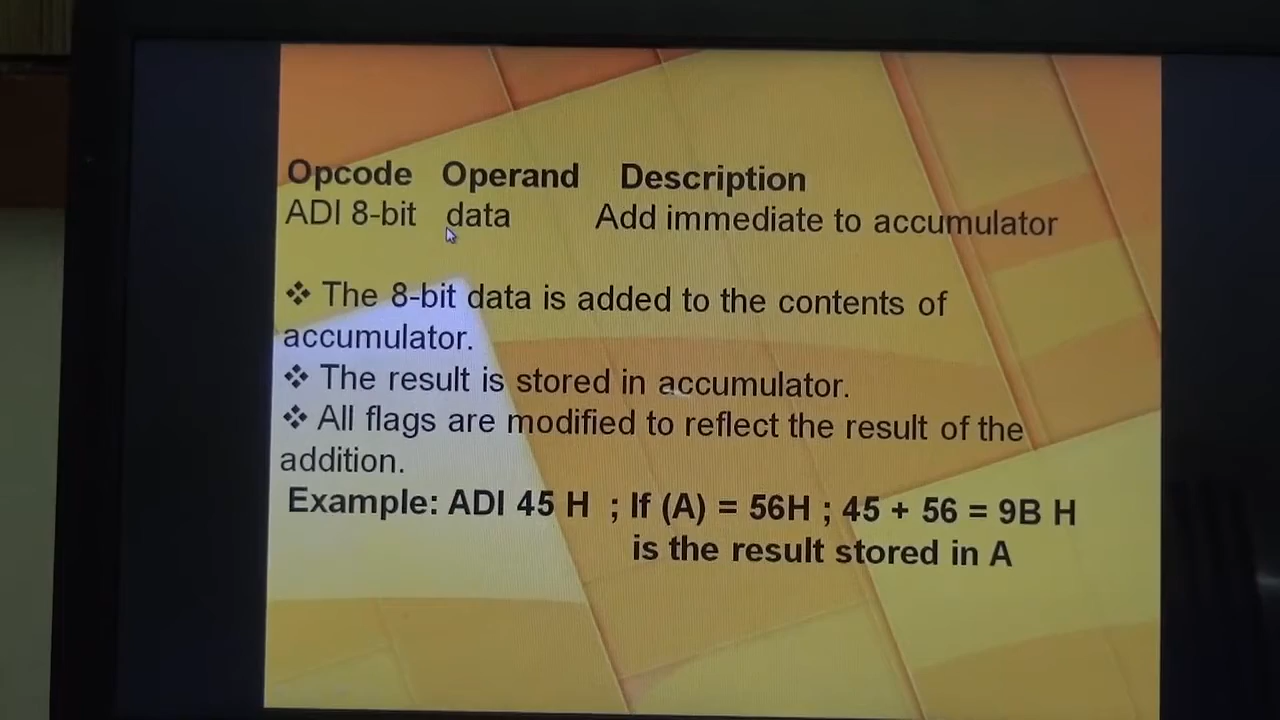 Opcode Operand Description
ADI 8-bit data Add immediate to accumulator
❖ The 8-bit data is added to the contents of
accumulator.
❖ The result is stored in accumulator.
❖ All flags are modified to reflect the result of the
addition.
Example: ADI 45 H ; If (A) = 56H ; 45 + 56 = 9B H
is the result stored in A